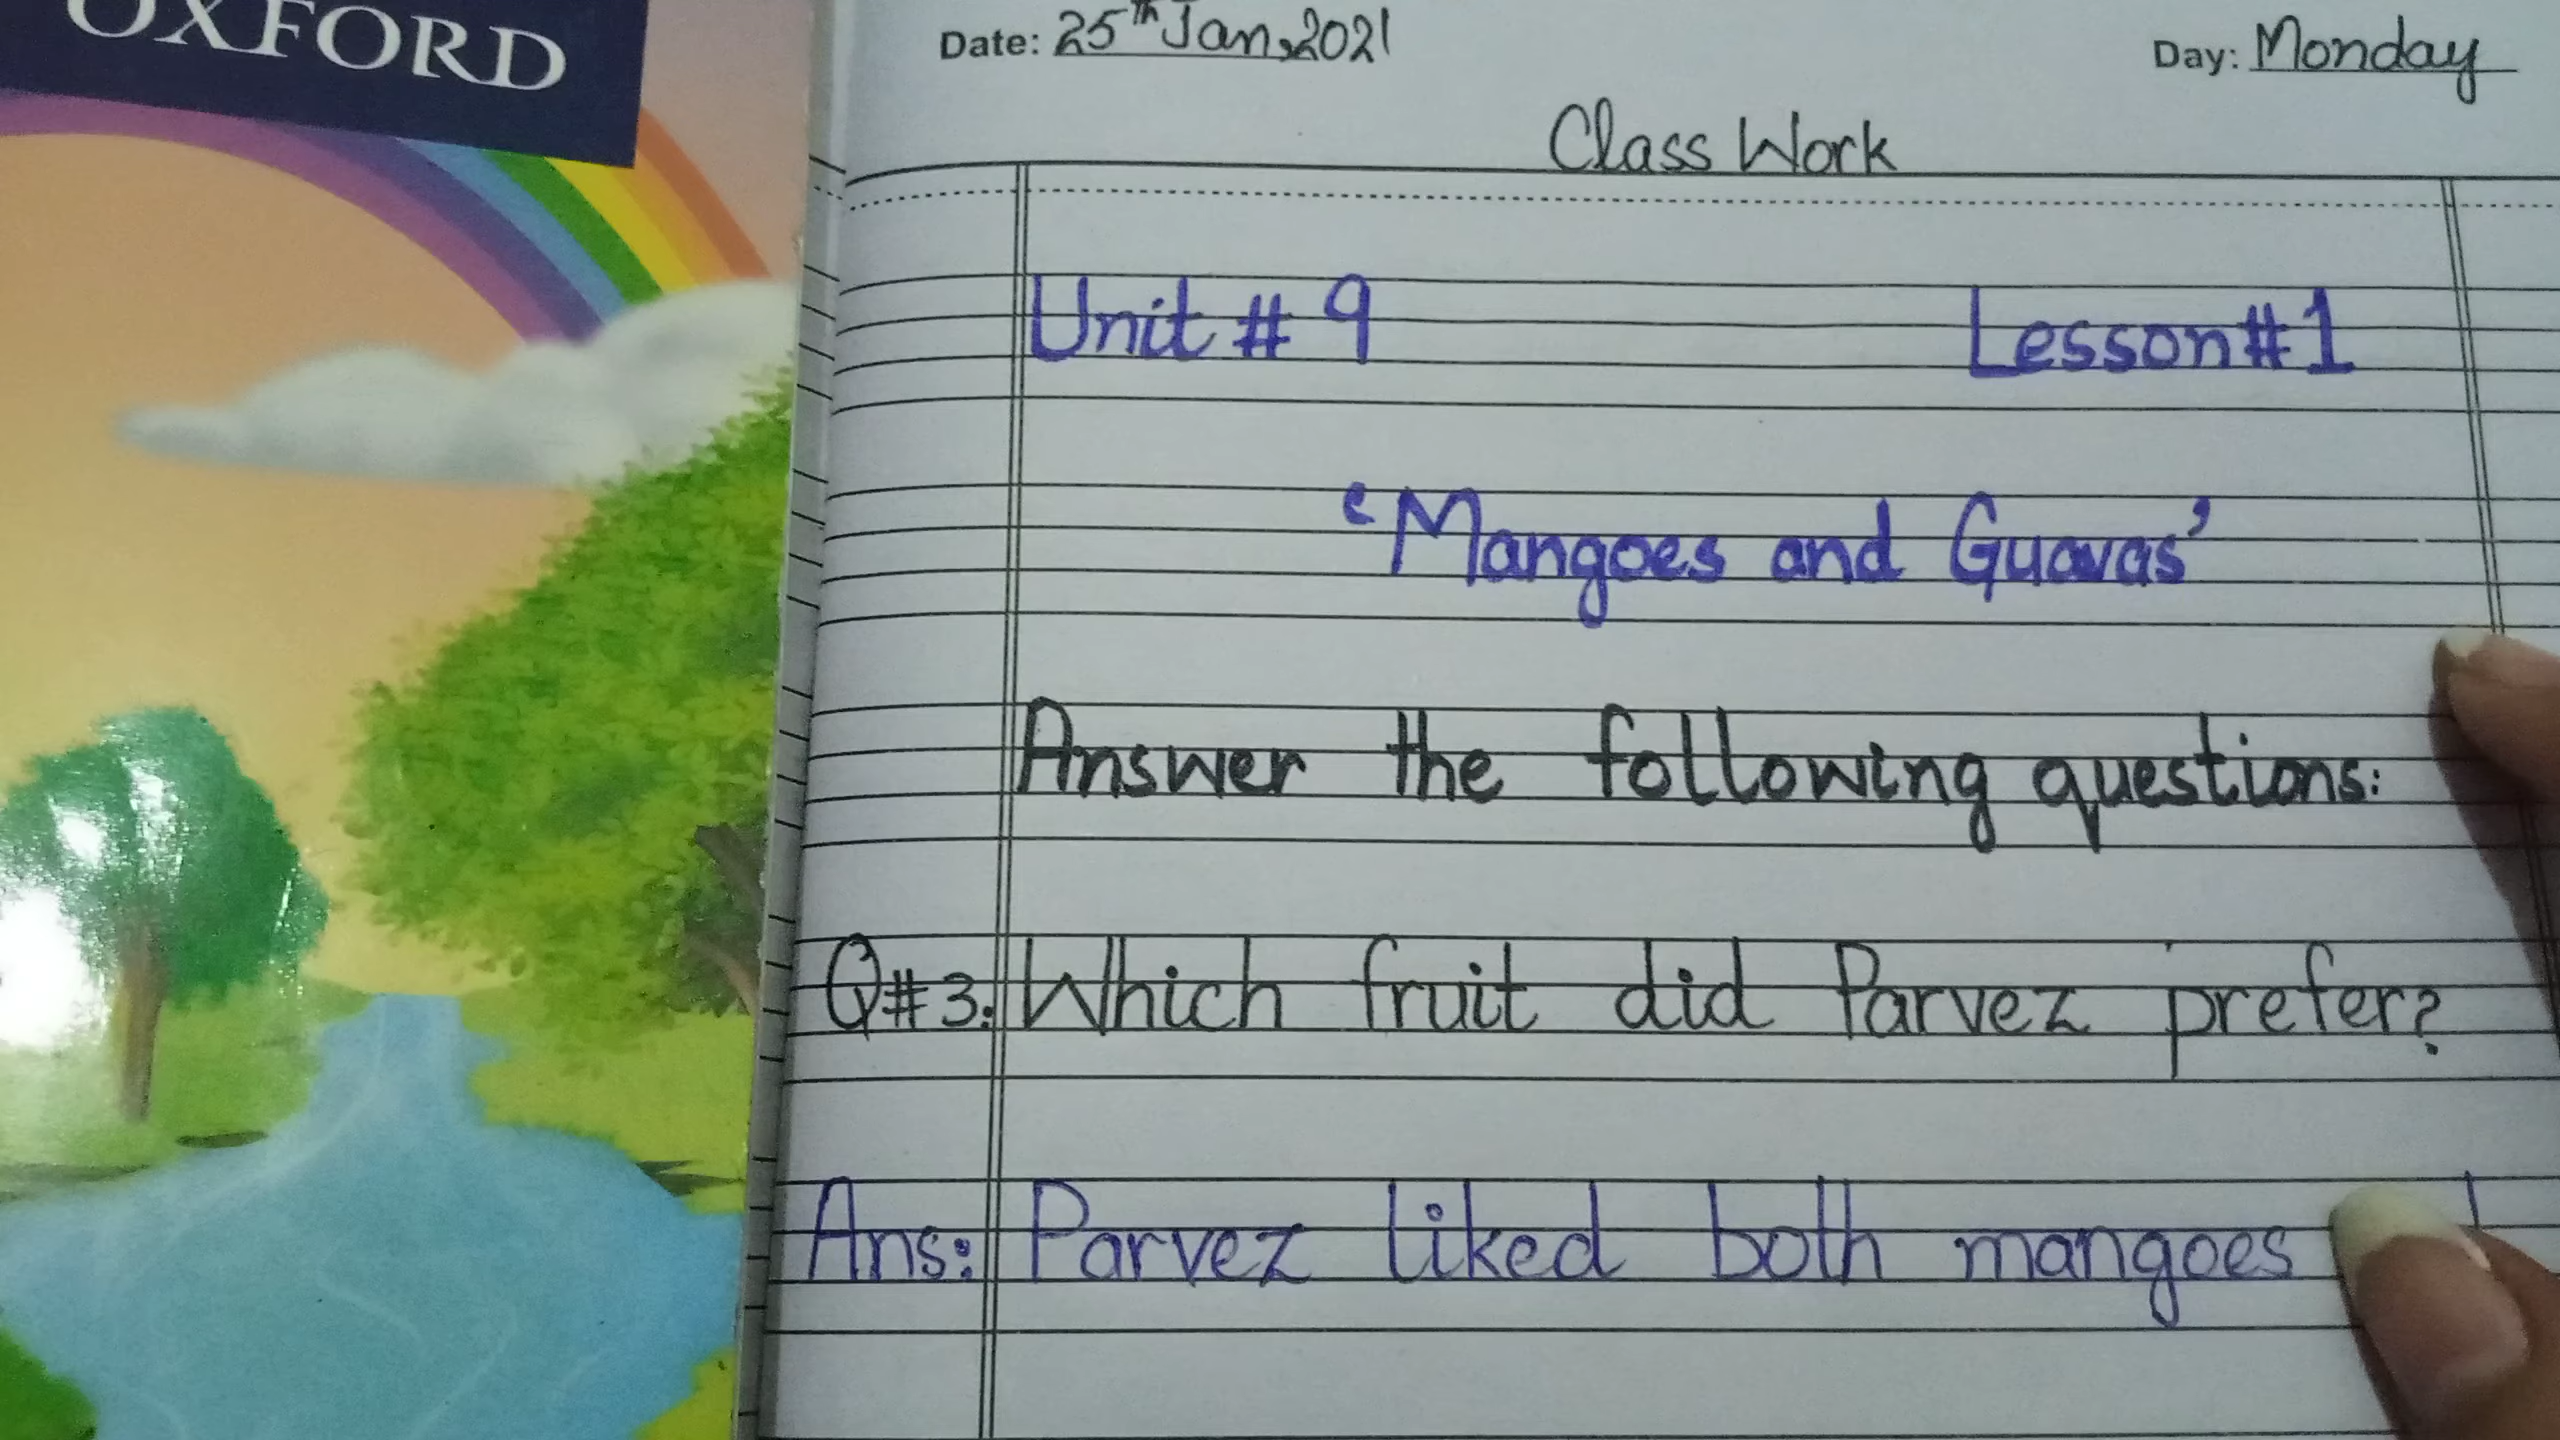 OXFORD
Date: 25th Jan, 2021
Day: Monday
Class Work
Unit # 9
Lesson#1
‘Mangoes and Guavas’
Answer the following questions:
Q#3: Which fruit did Parvez prefer?
Ans: Parvez liked both mangoes